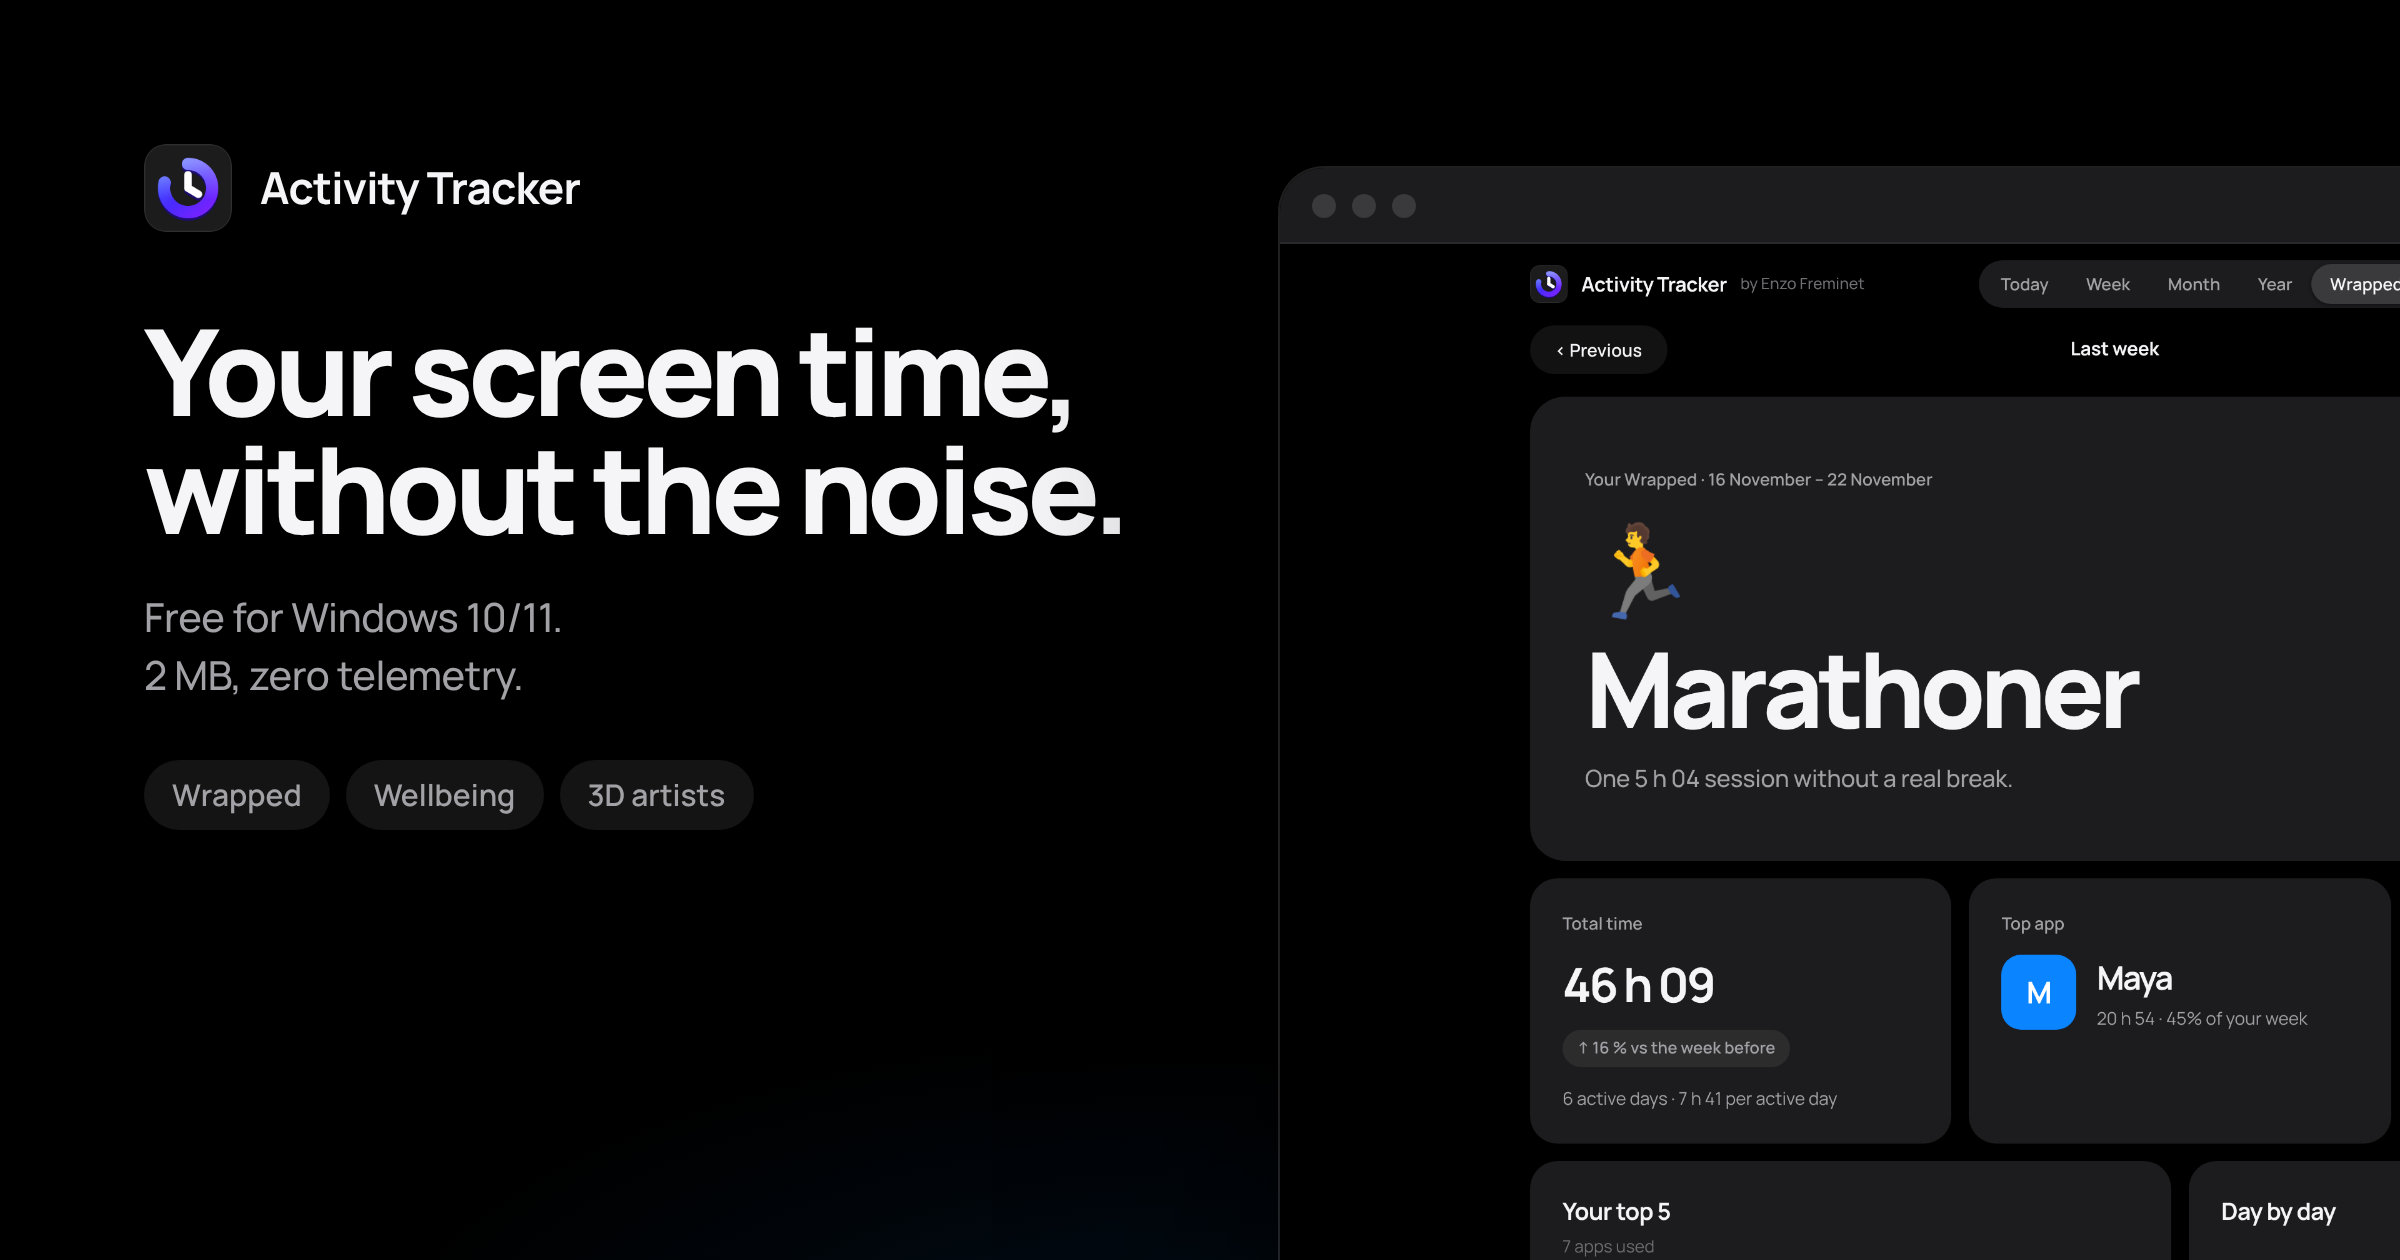 Activity Tracker
Your screen time,
without the noise.
Free for Windows 10/11.
2 MB, zero telemetry.
Wrapped
Wellbeing
3D artists
Activity Tracker by Enzo Freminet
Today
Week
Month
Year
Wrapped
‹ Previous
Last week
Your Wrapped · 16 November – 22 November
Marathoner
One 5 h 04 session without a real break.
Total time
46 h 09
↑ 16 % vs the week before
6 active days · 7 h 41 per active day
Top app
M
Maya
20 h 54 · 45% of your week
Your top 5
7 apps used
Day by day